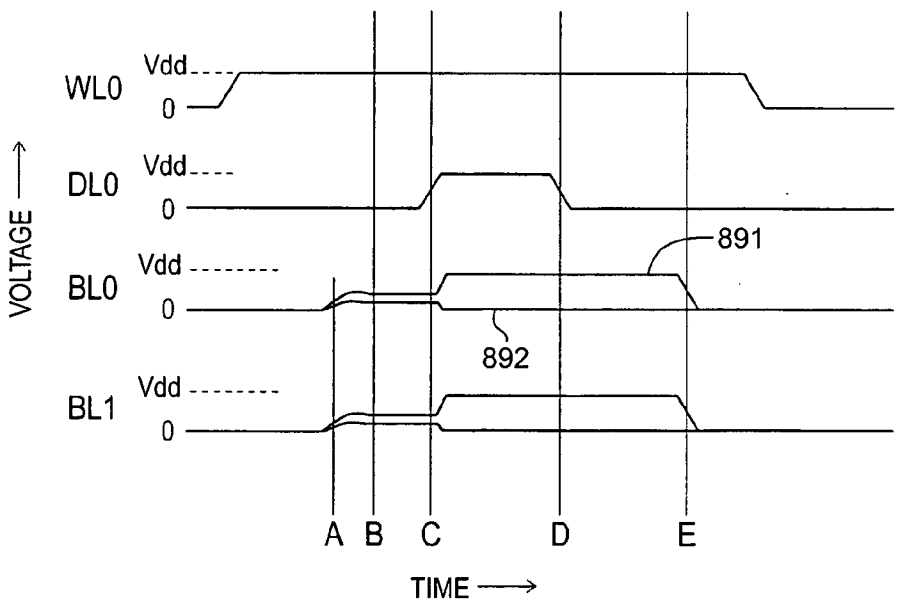 Vdd
WL0
0
Vdd
DL0
0
Vdd
BL0
0
891
892
Vdd
BL1
0
VOLTAGE
A B C D E
TIME